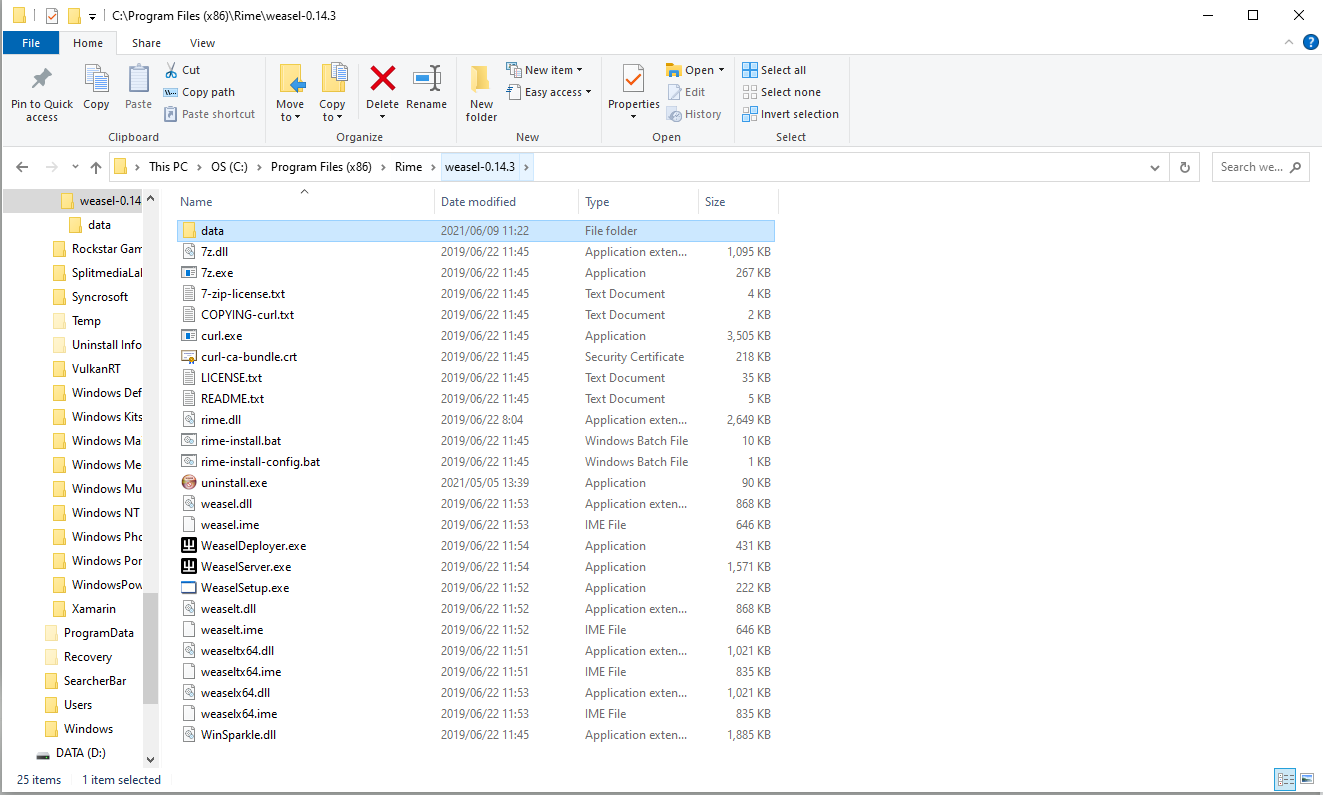 C:\Program Files (x86)\Rime\weasel-0.14.3
File Home Share View
Pin to Quick access
Copy
Paste
Cut
Copy path
Paste shortcut
Clipboard
Move to
Copy to
Delete
Rename
Organize
New folder
New item
Easy access
New
Properties
Open
Edit
History
Open
Select all
Select none
Invert selection
Select
This PC > OS (C:) > Program Files (x86) > Rime > weasel-0.14.3 >
Search we...
weasel-0.14
data
Rockstar Gam
SplitmediaLal
Syncrosoft
Temp
Uninstall Info
VulkanRT
Windows Def
Windows Kits
Windows Ma
Windows Me
Windows Mu
Windows NT
Windows Pho
Windows Por
WindowsPow
Xamarin
ProgramData
Recovery
SearcherBar
Users
Windows
DATA (D:)
Name Date modified Type Size
data 2021/06/09 11:22 File folder
7z.dll 2019/06/22 11:45 Application exten... 1,095 KB
7z.exe 2019/06/22 11:45 Application 267 KB
7-zip-license.txt 2019/06/22 11:45 Text Document 4 KB
COPYING-curl.txt 2019/06/22 11:45 Text Document 2 KB
curl.exe 2019/06/22 11:45 Application 3,505 KB
curl-ca-bundle.crt 2019/06/22 11:45 Security Certificate 218 KB
LICENSE.txt 2019/06/22 11:45 Text Document 35 KB
README.txt 2019/06/22 11:45 Text Document 5 KB
rime.dll 2019/06/22 8:04 Application exten... 2,649 KB
rime-install.bat 2019/06/22 11:45 Windows Batch File 10 KB
rime-install-config.bat 2019/06/22 11:45 Windows Batch File 1 KB
uninstall.exe 2021/05/05 13:39 Application 90 KB
weasel.dll 2019/06/22 11:53 Application exten... 868 KB
weasel.ime 2019/06/22 11:53 IME File 646 KB
WeaselDeployer.exe 2019/06/22 11:54 Application 431 KB
WeaselServer.exe 2019/06/22 11:54 Application 1,571 KB
WeaselSetup.exe 2019/06/22 11:52 Application 222 KB
weaselt.dll 2019/06/22 11:52 Application exten... 868 KB
weaselt.ime 2019/06/22 11:52 IME File 646 KB
weaseltx64.dll 2019/06/22 11:51 Application exten... 1,021 KB
weaseltx64.ime 2019/06/22 11:51 IME File 835 KB
weaselx64.dll 2019/06/22 11:53 Application exten... 1,021 KB
weaselx64.ime 2019/06/22 11:53 IME File 835 KB
WinSparkle.dll 2019/06/22 11:45 Application exten... 1,885 KB
25 items 1 item selected